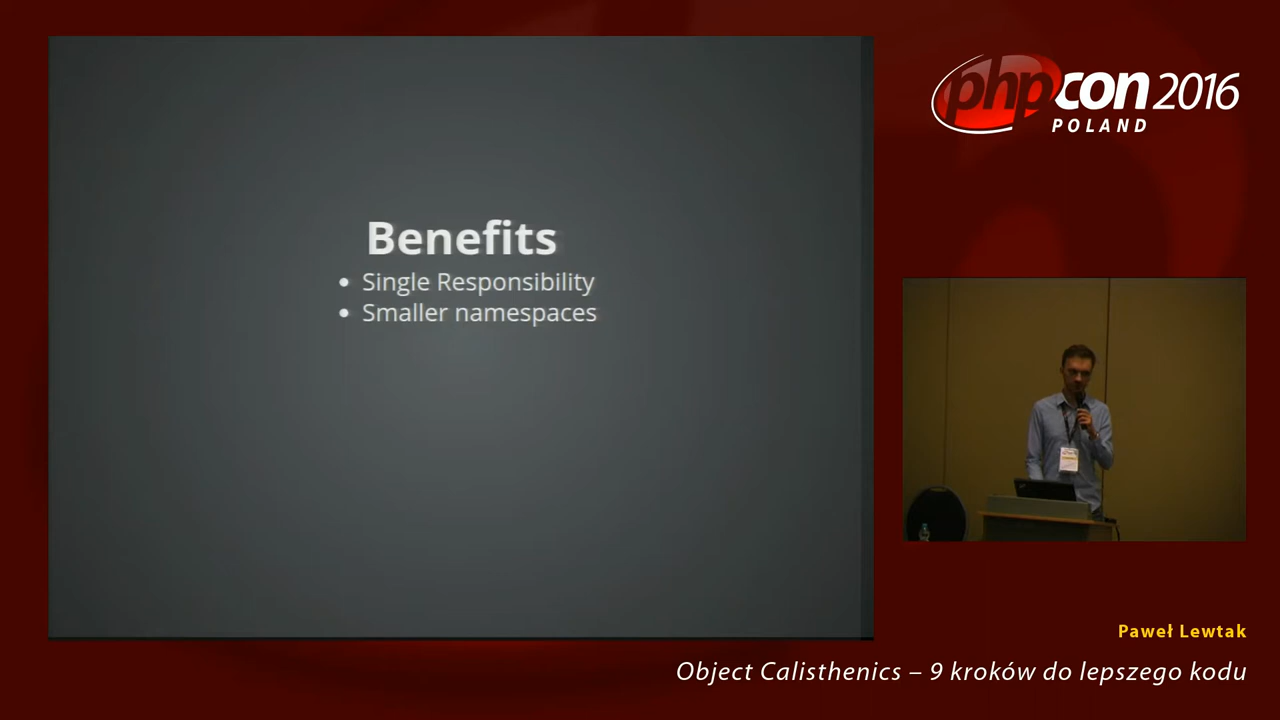 Benefits
• Single Responsibility
• Smaller namespaces
phpcon 2016
POLAND
Paweł Lewtak
Object Calisthenics – 9 kroków do lepszego kodu